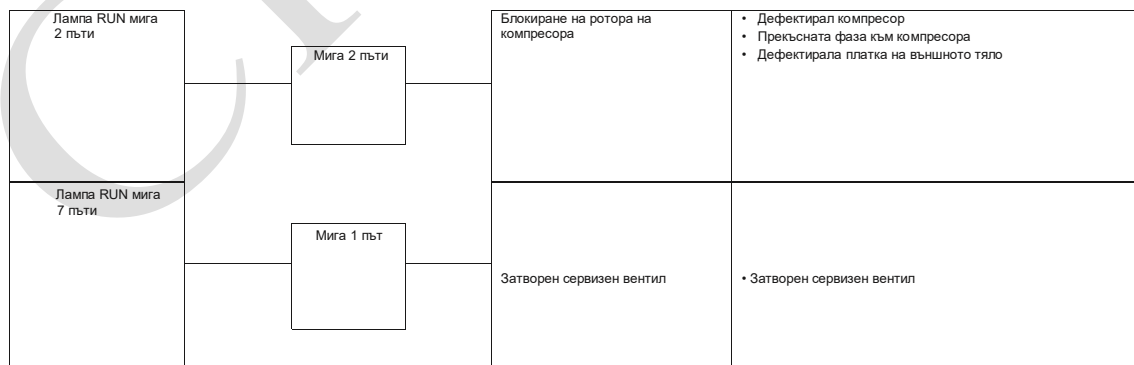 Лампа RUN мига
2 пъти
Мига 2 пъти
Блокиране на ротора на
компресора
• Дефектирал компресор
• Прекъсната фаза към компресора
• Дефектирала платка на външното тяло
Лампа RUN мига
7 пъти
Мига 1 път
Затворен сервизен вентил
• Затворен сервизен вентил